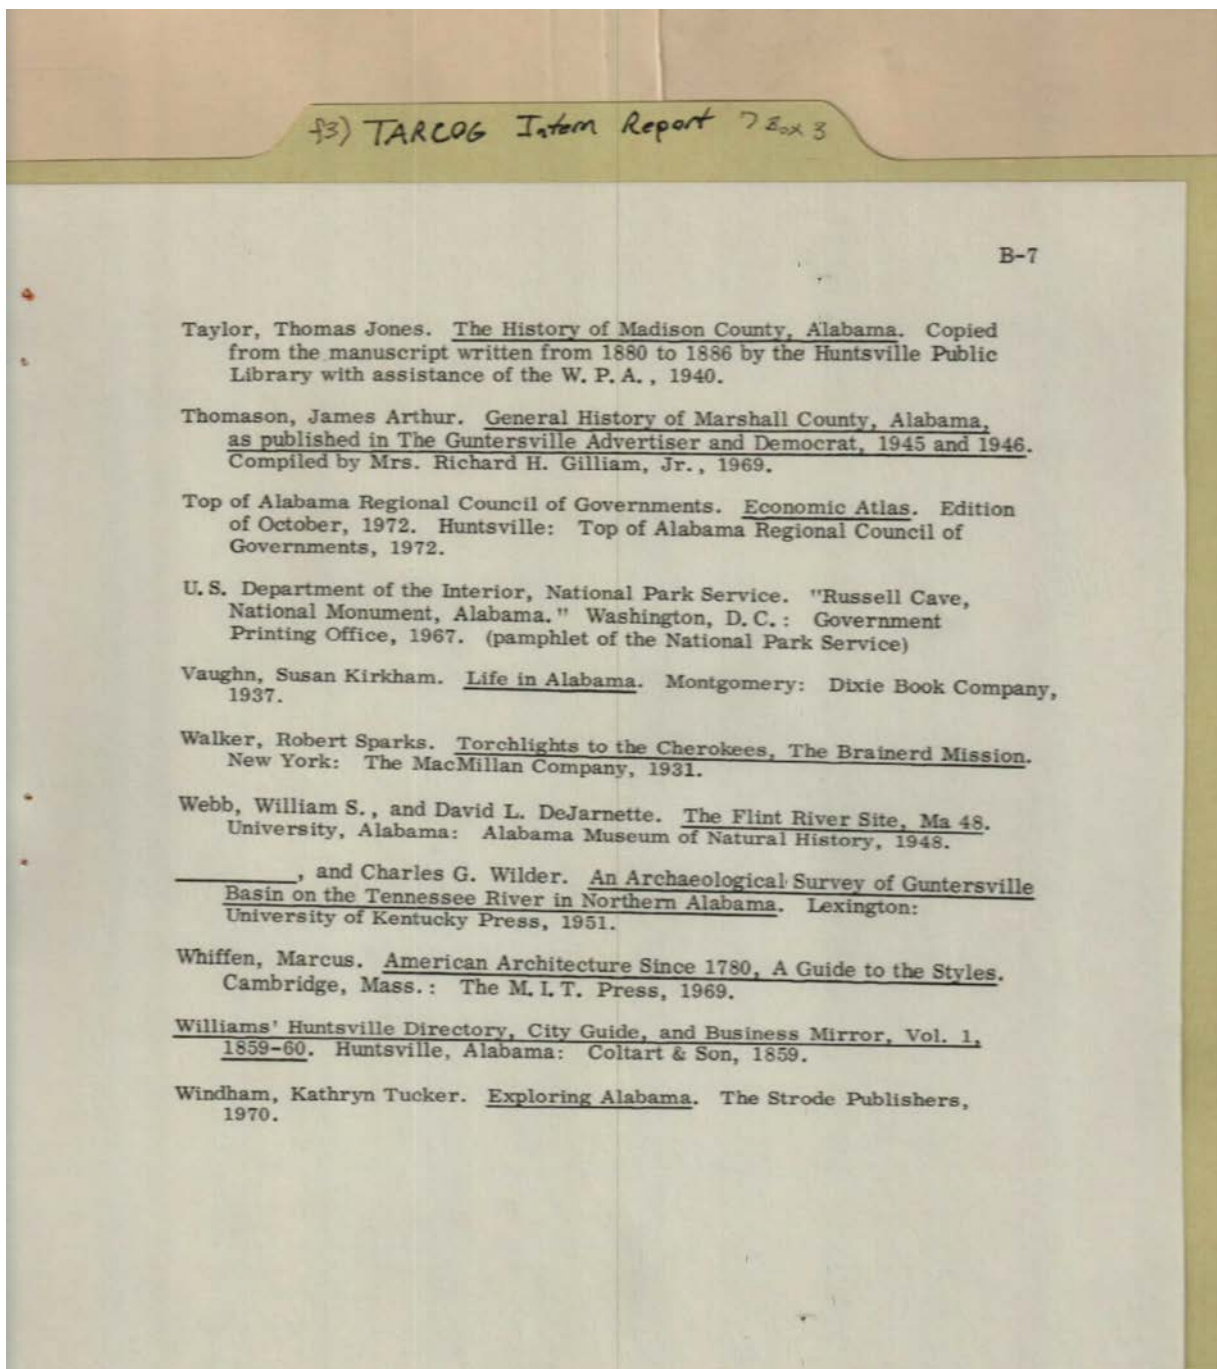 f3) TARCOG Intern Report 7 Box 3
B-7
Taylor, Thomas Jones. The History of Madison County, Alabama. Copied
from the manuscript written from 1880 to 1886 by the Huntsville Public
Library with assistance of the W. P. A. , 1940.
Thomason, James Arthur. General History of Marshall County, Alabama,
as published in The Guntersville Advertiser and Democrat, 1945 and 1946.
Compiled by Mrs. Richard H. Gilliam, Jr. , 1969.
Top of Alabama Regional Council of Governments. Economic Atlas. Edition
of October, 1972. Huntsville: Top of Alabama Regional Council of
Governments, 1972.
U. S. Department of the Interior, National Park Service. "Russell Cave,
National Monument, Alabama." Washington, D. C. : Government
Printing Office, 1967. (pamphlet of the National Park Service)
Vaughn, Susan Kirkham. Life in Alabama. Montgomery: Dixie Book Company,
1937.
Walker, Robert Sparks. Torchlights to the Cherokees, The Brainerd Mission.
New York: The MacMillan Company, 1931.
Webb, William S. , and David L. DeJarnette. The Flint River Site, Ma 48.
University, Alabama: Alabama Museum of Natural History, 1948.
__________, and Charles G. Wilder. An Archaeological Survey of Guntersville
Basin on the Tennessee River in Northern Alabama. Lexington:
University of Kentucky Press, 1951.
Whiffen, Marcus. American Architecture Since 1780, A Guide to the Styles.
Cambridge, Mass. : The M. I. T. Press, 1969.
Williams' Huntsville Directory, City Guide, and Business Mirror, Vol. 1,
1859-60. Huntsville, Alabama: Coltart & Son, 1859.
Windham, Kathryn Tucker. Exploring Alabama. The Strode Publishers,
1970.